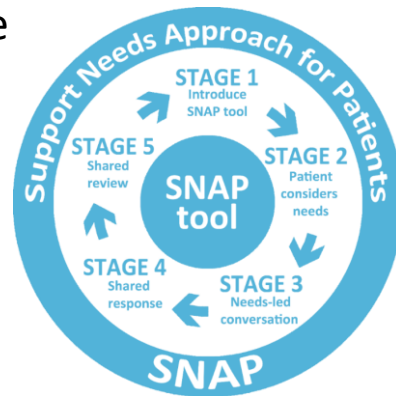 e
Support Needs Approach for Patients
STAGE 1
Introduce
SNAP tool
STAGE 2
Patient
considers
needs
STAGE 3
Needs-led
conversation
STAGE 4
Shared
response
STAGE 5
Shared
review
SNAP
tool
SNAP